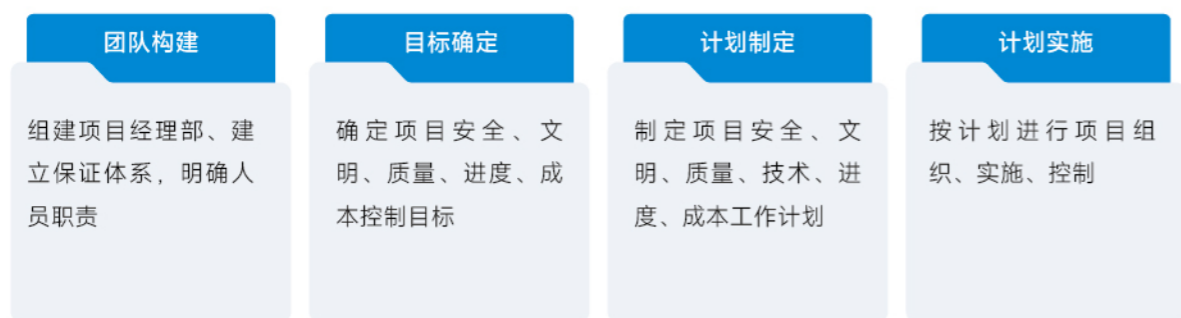 团队构建
组建项目经理部、建
立保证体系，明确人
员职责
目标确定
确定项目安全、文
明、质量、进度、成
本控制目标
计划制定
制定项目安全、文
明、质量、技术、进
度、成本工作计划
计划实施
按计划进行项目组
织、实施、控制